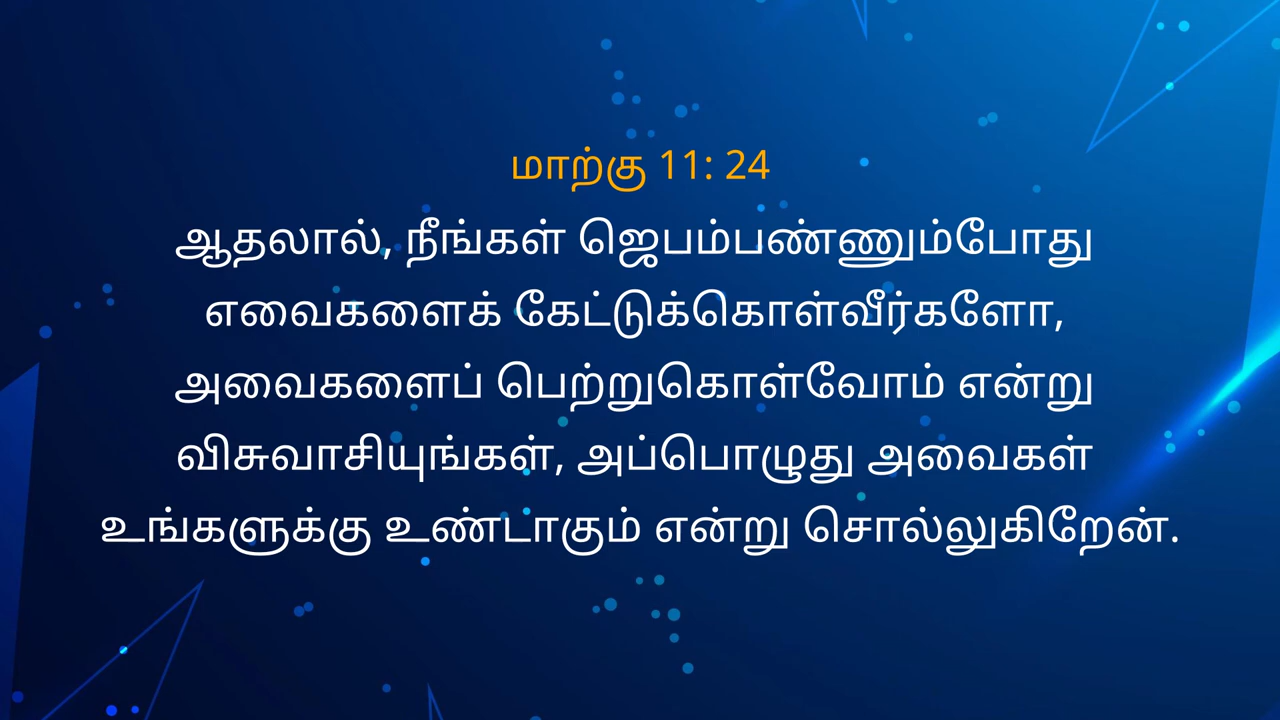 மாற்கு 11: 24
ஆதலால், நீங்கள் ஜெபம்பண்ணும்போது
எவைகளைக் கேட்டுக்கொள்வீர்களோ,
அவைகளைப் பெற்றுகொள்வோம் என்று
விசுவாசியுங்கள், அப்பொழுது அவைகள்
உங்களுக்கு உண்டாகும் என்று சொல்லுகிறேன்.